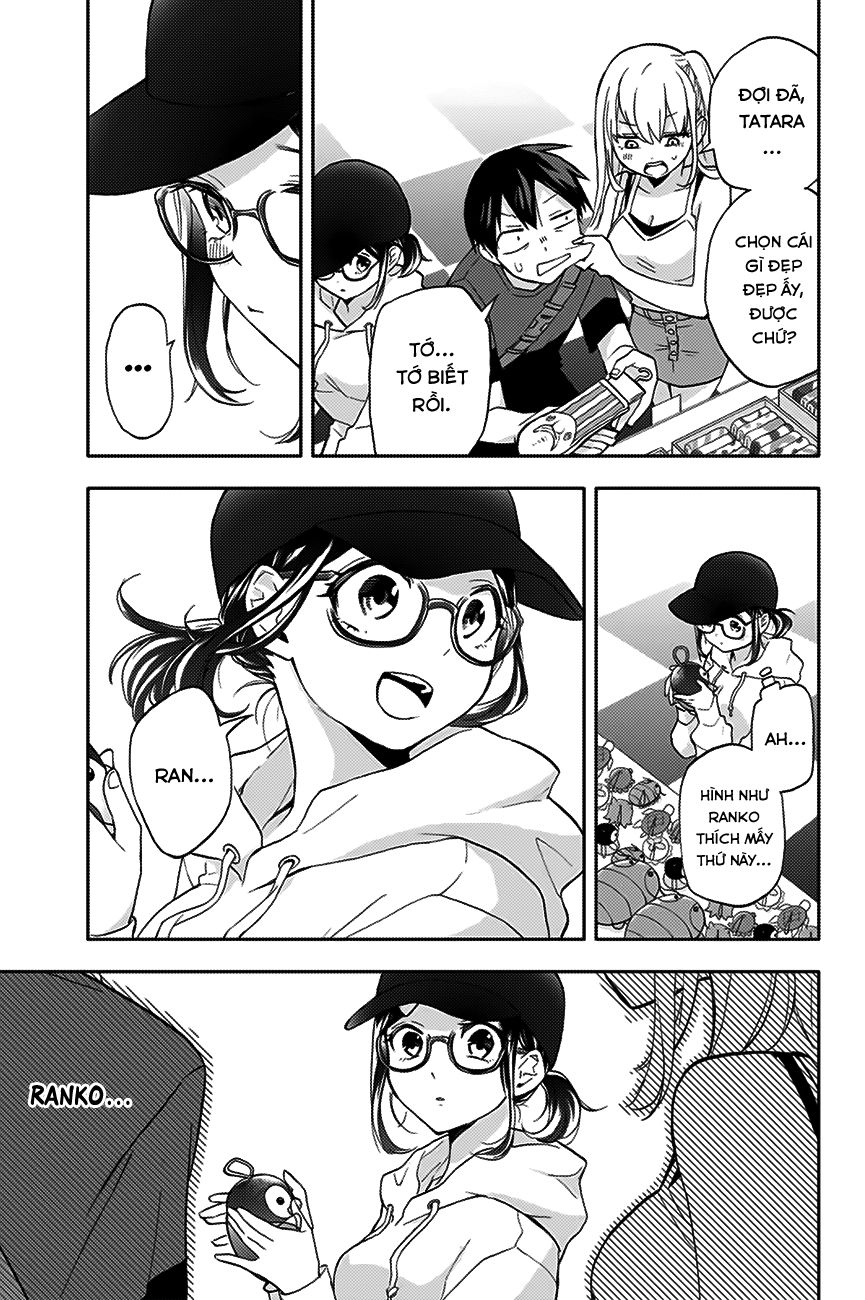 ĐỢI ĐÃ,
TATARA
...
CHỌN CÁI
GÌ ĐẸP
ĐẸP ẤY,
ĐƯỢC
CHỨ?
TỚ...
TỚ BIẾT
RỒI.
...
AH...
HÌNH NHƯ
RANKO
THÍCH MẤY
THỨ NÀY...
RAN...
RANKO...